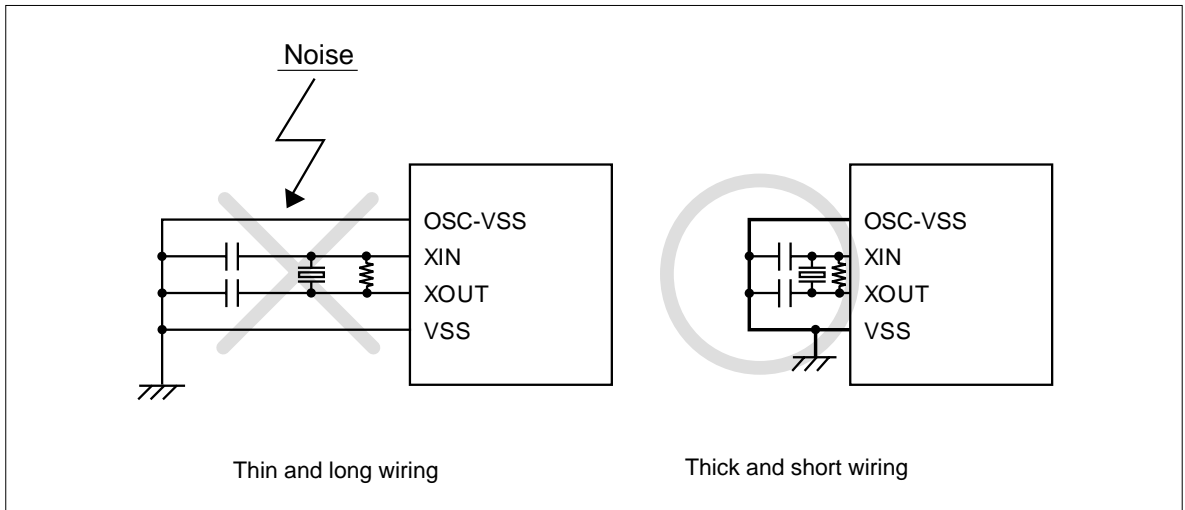 Noise
OSC-VSS
XIN
XOUT
VSS
Thin and long wiring
OSC-VSS
XIN
XOUT
VSS
Thick and short wiring